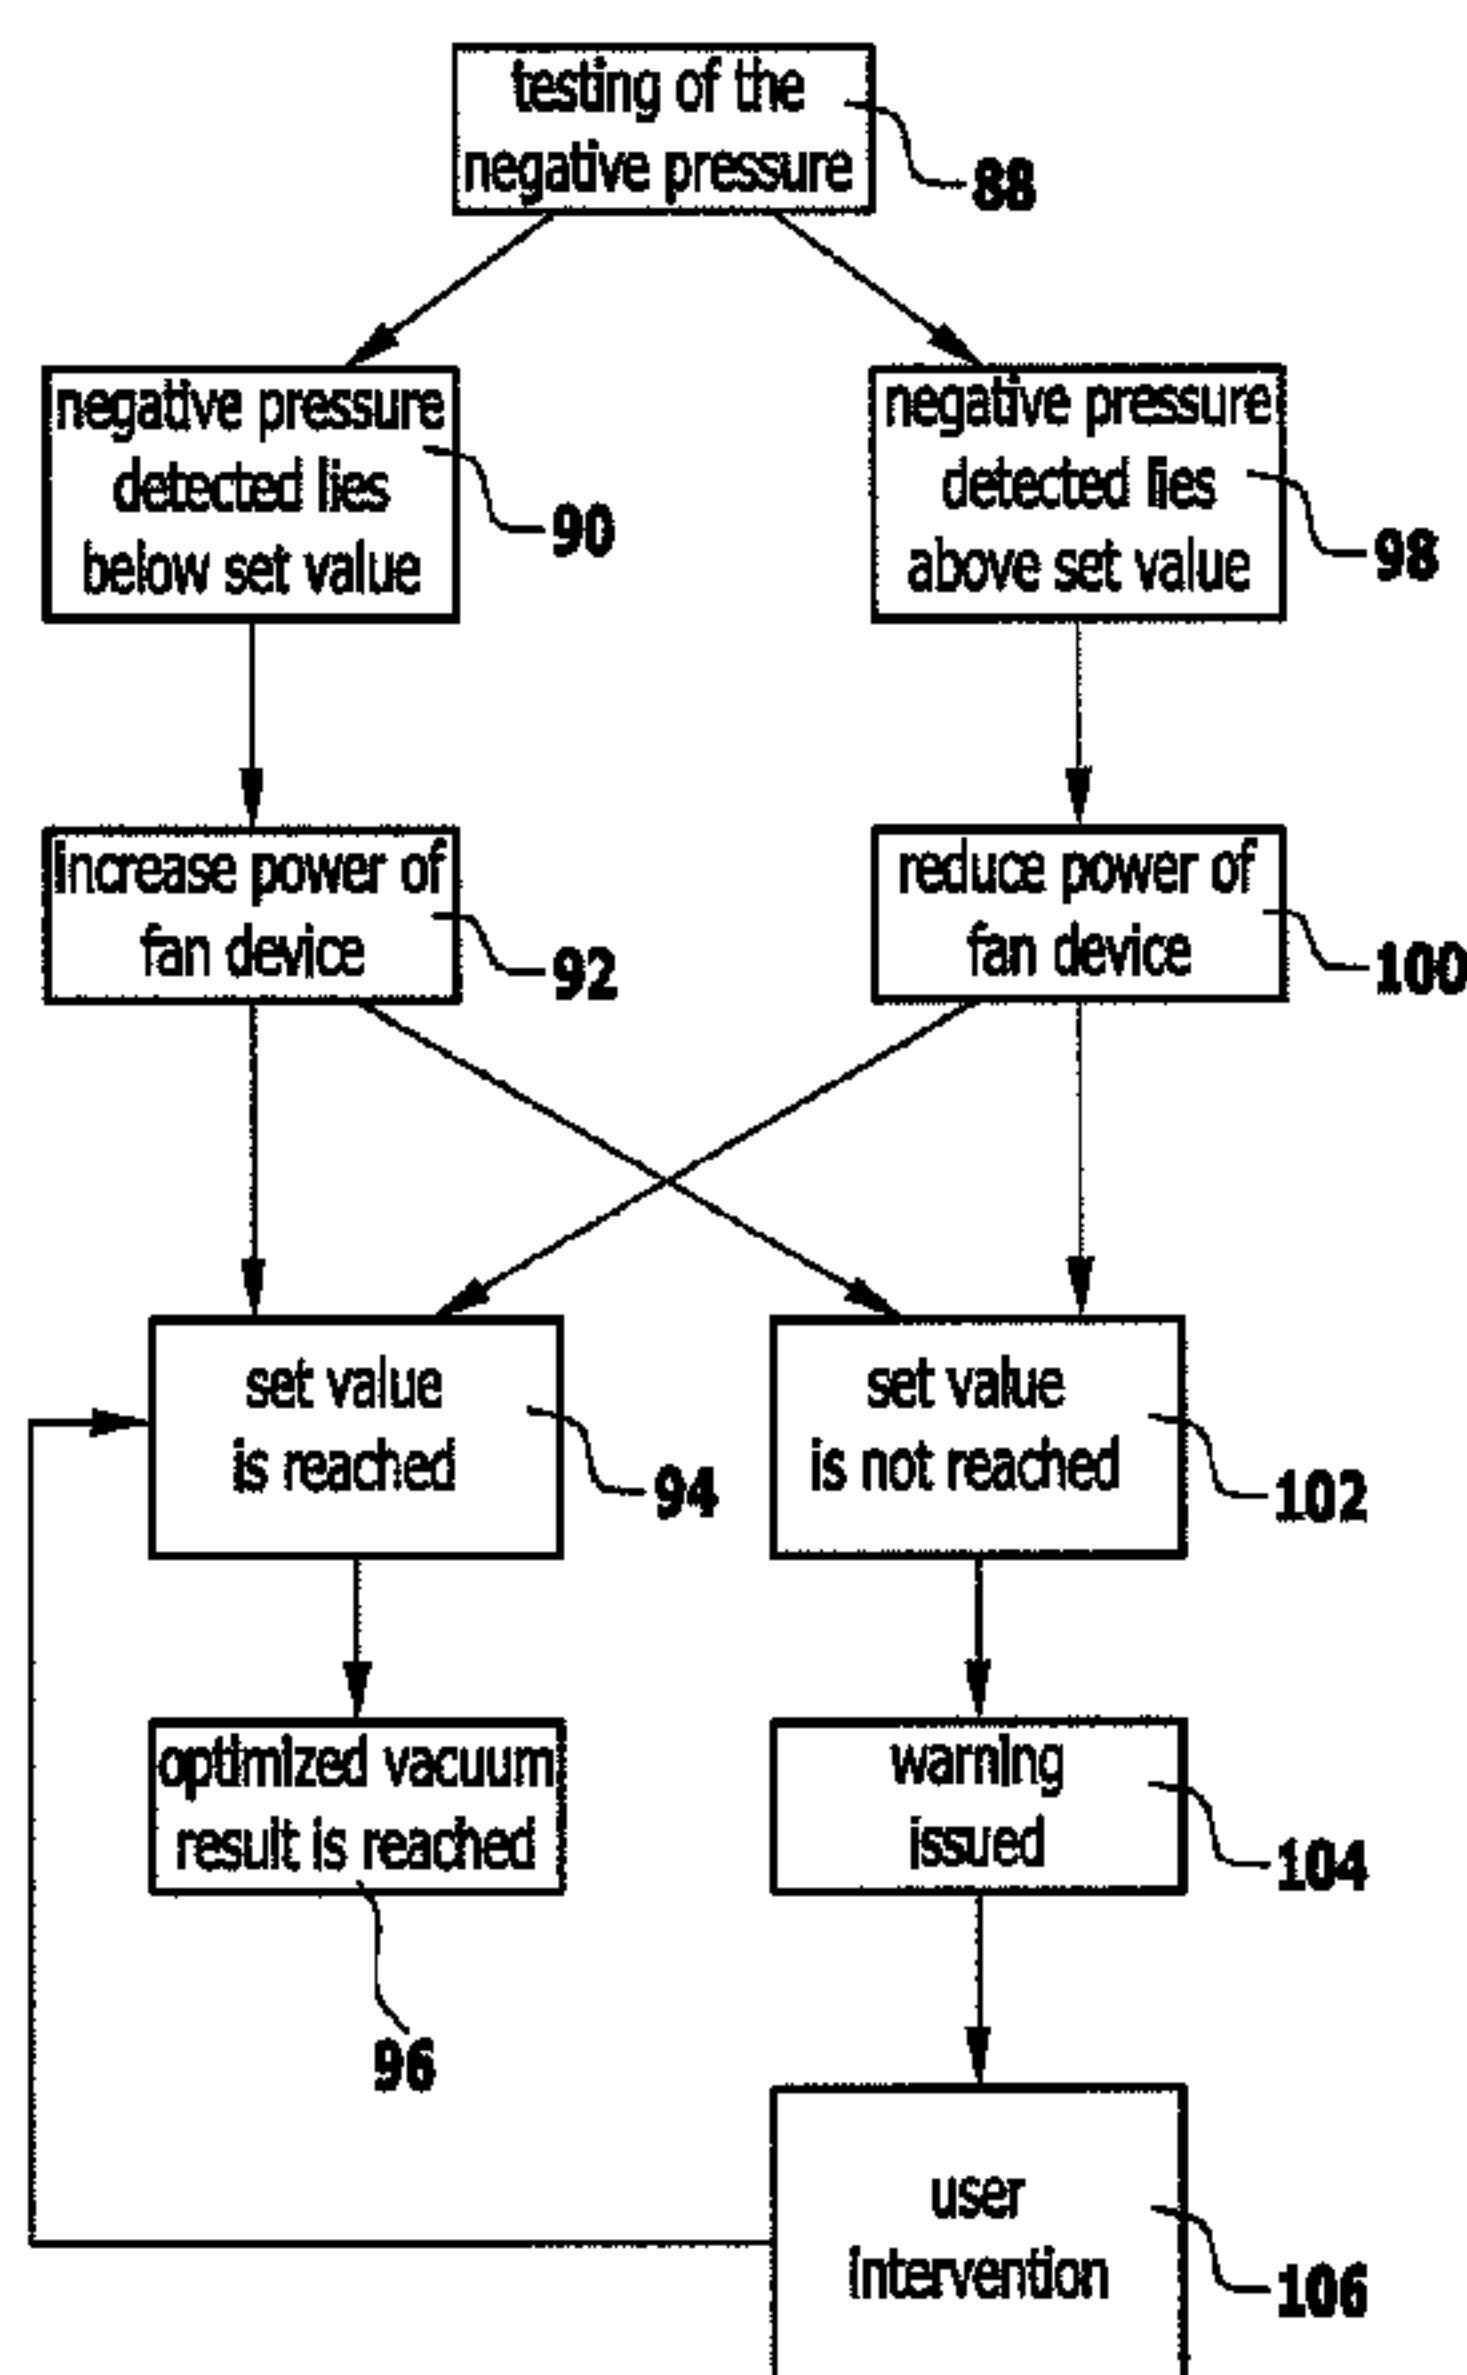 testing of the
negative pressure
88
negative pressure
detected lies
below set value
90
negative pressure
detected lies
above set value
98
increase power of
fan device
92
reduce power of
fan device
100
set value
is reached
94
set value
is not reached
102
optimized vacuum
result is reached
96
warning
issued
104
user
intervention
106